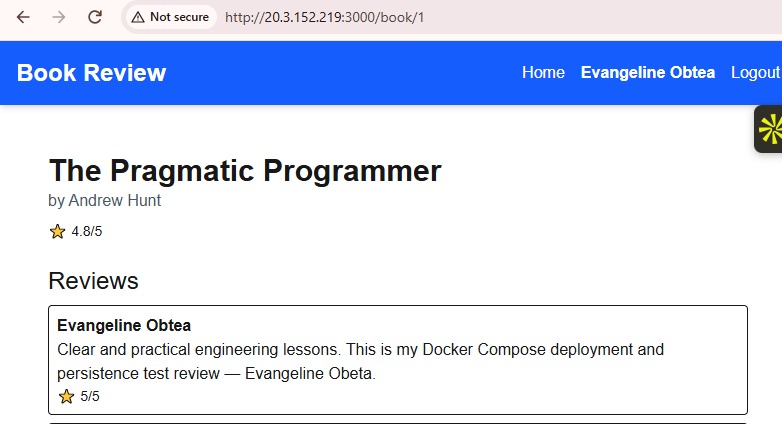 Not secure http://20.3.152.219:3000/book/1
Book Review Home Evangeline Obtea Logout
The Pragmatic Programmer
by Andrew Hunt
4.8/5
Reviews
Evangeline Obtea
Clear and practical engineering lessons. This is my Docker Compose deployment and
persistence test review — Evangeline Obeta.
5/5